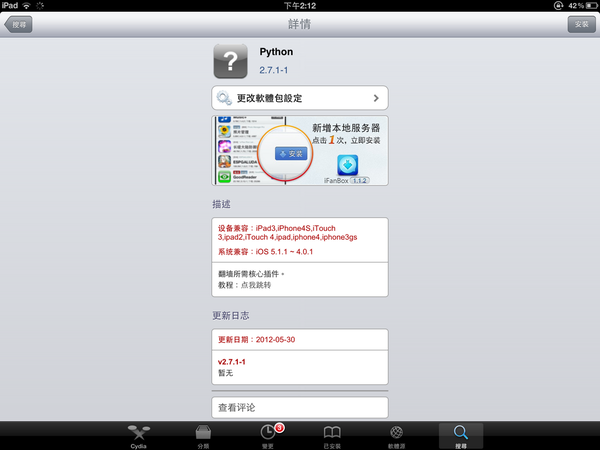 iPad
下午2:12
42%
搜尋
詳情
安裝
Python
2.7.1-1
更改軟體包設定
新增本地服务器
点击1次，立即安装
安装
ESPGALUDA
GoodReader
iFanBox 1.1.2
描述
设备兼容：iPad3,iPhone4S,iTouch
3,ipad2,iTouch 4,ipad,iphone4,iphone3gs
系统兼容：iOS 5.1.1 ~ 4.0.1
翻墙所需核心插件。
教程：点我跳转
更新日志
更新日期：2012-05-30
v2.7.1-1
暂无
查看评论
3
Cydia
分類
變更
已安裝
軟體源
搜尋